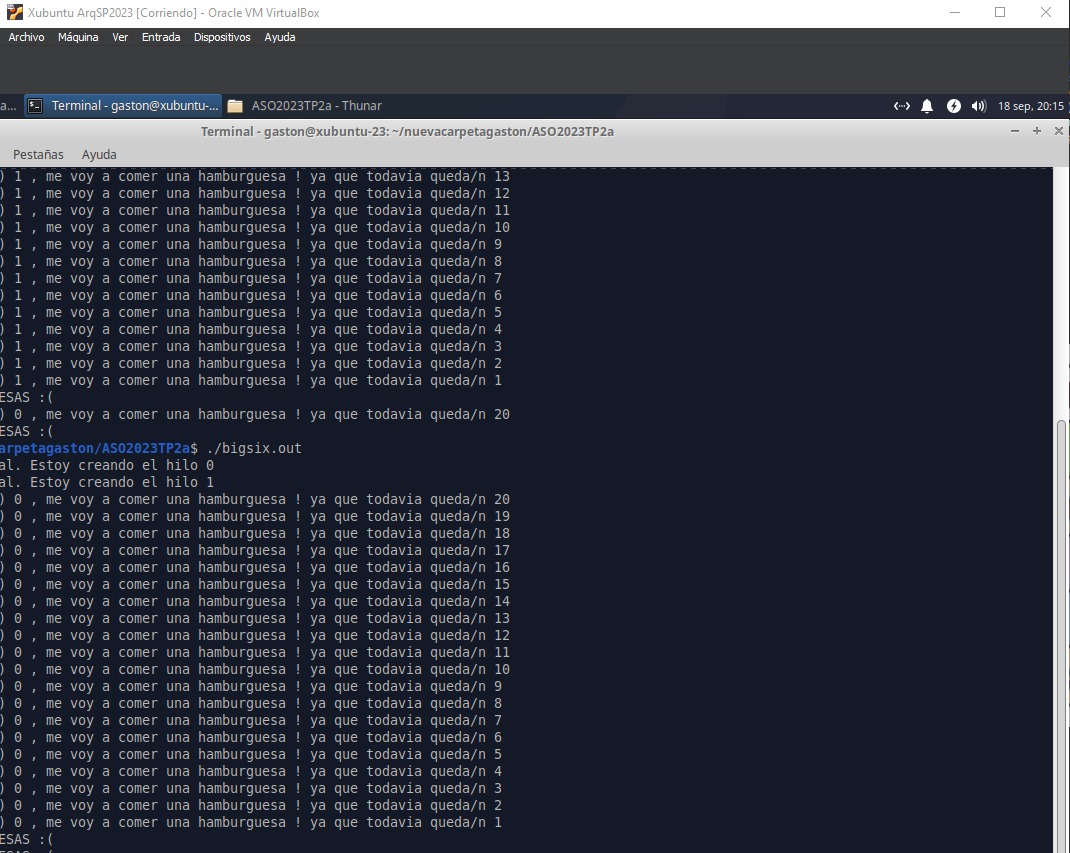 Xubuntu ArqSP2023 [Corriendo] - Oracle VM VirtualBox
Archivo Máquina Ver Entrada Dispositivos Ayuda
a... Terminal - gaston@xubuntu-... ASO2023TP2a - Thunar 18 sep, 20:15
Terminal - gaston@xubuntu-23: ~/nuevacarpetagaston/ASO2023TP2a
Pestañas Ayuda
) 1 , me voy a comer una hamburguesa ! ya que todavia queda/n 13
) 1 , me voy a comer una hamburguesa ! ya que todavia queda/n 12
) 1 , me voy a comer una hamburguesa ! ya que todavia queda/n 11
) 1 , me voy a comer una hamburguesa ! ya que todavia queda/n 10
) 1 , me voy a comer una hamburguesa ! ya que todavia queda/n 9
) 1 , me voy a comer una hamburguesa ! ya que todavia queda/n 8
) 1 , me voy a comer una hamburguesa ! ya que todavia queda/n 7
) 1 , me voy a comer una hamburguesa ! ya que todavia queda/n 6
) 1 , me voy a comer una hamburguesa ! ya que todavia queda/n 5
) 1 , me voy a comer una hamburguesa ! ya que todavia queda/n 4
) 1 , me voy a comer una hamburguesa ! ya que todavia queda/n 3
) 1 , me voy a comer una hamburguesa ! ya que todavia queda/n 2
) 1 , me voy a comer una hamburguesa ! ya que todavia queda/n 1
ESAS :(
) 0 , me voy a comer una hamburguesa ! ya que todavia queda/n 20
ESAS :(
arpetagaston/ASO2023TP2a$ ./bigsix.out
al. Estoy creando el hilo 0
al. Estoy creando el hilo 1
) 0 , me voy a comer una hamburguesa ! ya que todavia queda/n 20
) 0 , me voy a comer una hamburguesa ! ya que todavia queda/n 19
) 0 , me voy a comer una hamburguesa ! ya que todavia queda/n 18
) 0 , me voy a comer una hamburguesa ! ya que todavia queda/n 17
) 0 , me voy a comer una hamburguesa ! ya que todavia queda/n 16
) 0 , me voy a comer una hamburguesa ! ya que todavia queda/n 15
) 0 , me voy a comer una hamburguesa ! ya que todavia queda/n 14
) 0 , me voy a comer una hamburguesa ! ya que todavia queda/n 13
) 0 , me voy a comer una hamburguesa ! ya que todavia queda/n 12
) 0 , me voy a comer una hamburguesa ! ya que todavia queda/n 11
) 0 , me voy a comer una hamburguesa ! ya que todavia queda/n 10
) 0 , me voy a comer una hamburguesa ! ya que todavia queda/n 9
) 0 , me voy a comer una hamburguesa ! ya que todavia queda/n 8
) 0 , me voy a comer una hamburguesa ! ya que todavia queda/n 7
) 0 , me voy a comer una hamburguesa ! ya que todavia queda/n 6
) 0 , me voy a comer una hamburguesa ! ya que todavia queda/n 5
) 0 , me voy a comer una hamburguesa ! ya que todavia queda/n 4
) 0 , me voy a comer una hamburguesa ! ya que todavia queda/n 3
) 0 , me voy a comer una hamburguesa ! ya que todavia queda/n 2
) 0 , me voy a comer una hamburguesa ! ya que todavia queda/n 1
ESAS :(